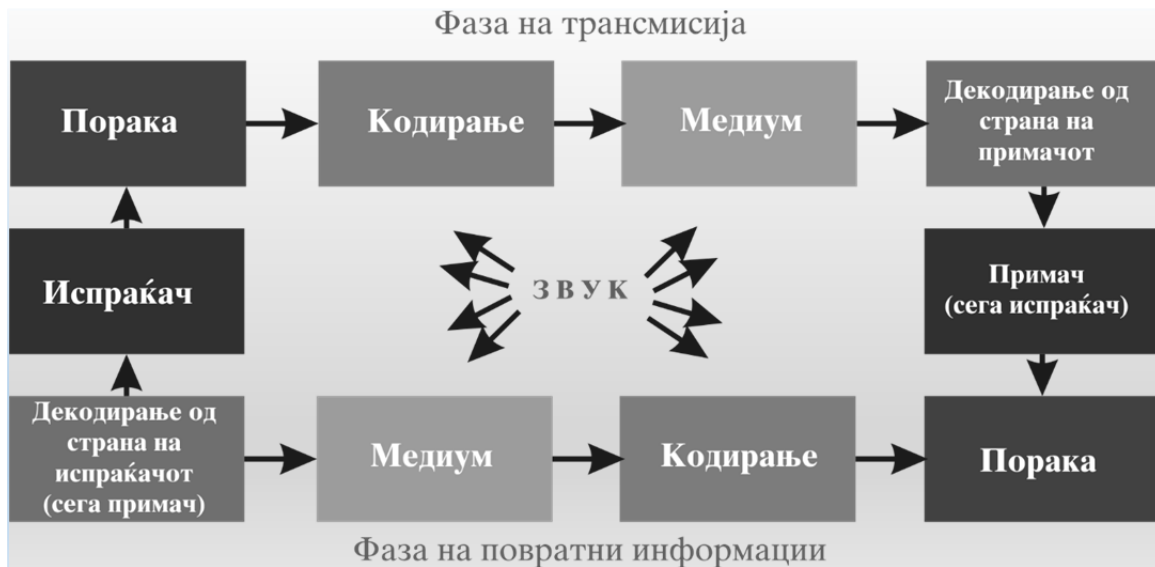 Фаза на трансмисија
Порака
Кодирање
Медиум
Декодирање од
страна на
примачот
Испраќач
ЗВУК
Примач
(сега испраќач)
Декодирање од
страна на
испраќачот
(сега примач)
Медиум
Кодирање
Порака
Фаза на повратни информации